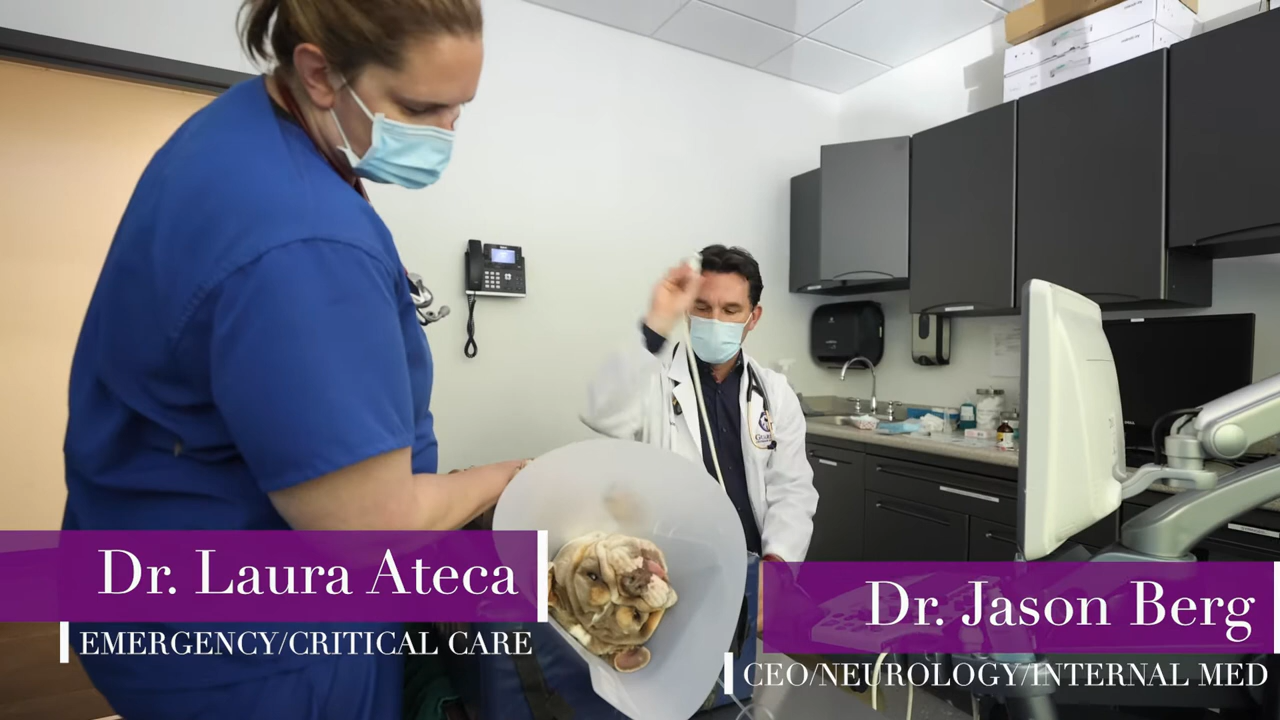 Dr. Laura Ateca
EMERGENCY/CRITICAL CARE
Dr. Jason Berg
CEO/NEUROLOGY/INTERNAL MED